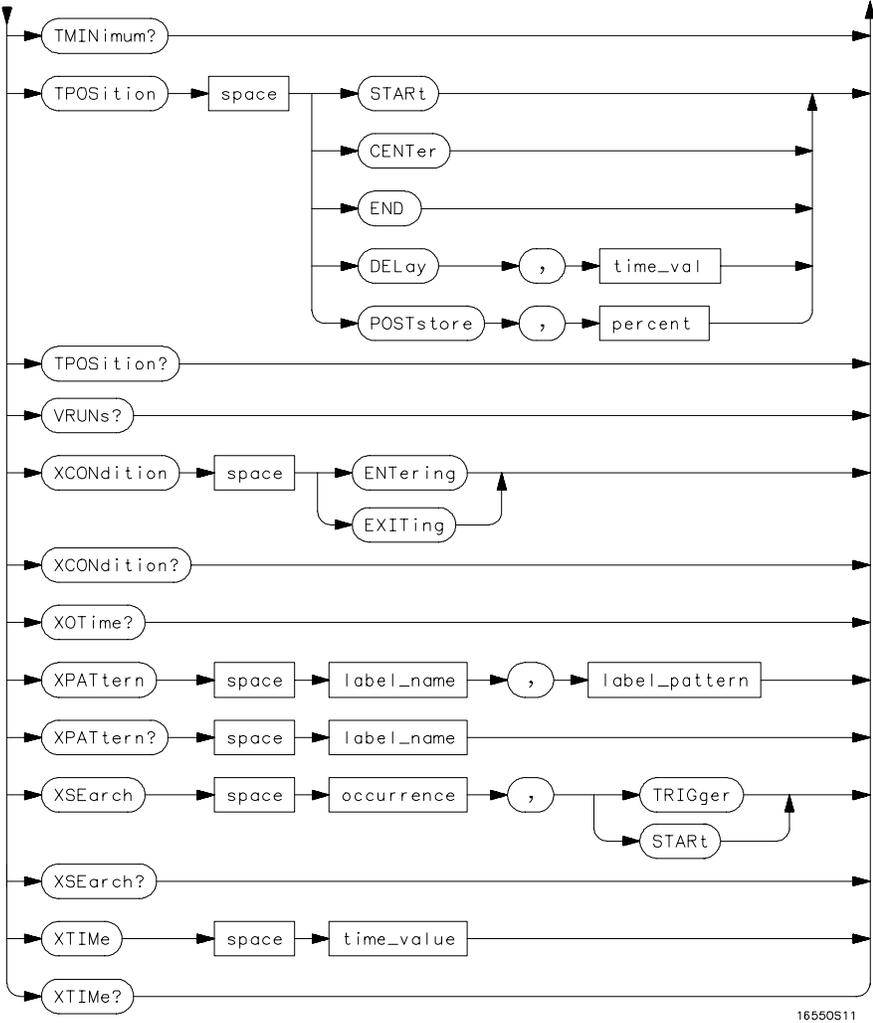 TMINimum?
TPOSition space STARt
CENTer
END
DELay , time_val
POSTstore , percent
TPOSition?
VRUNs?
XCONdition space ENTering
EXITing
XCONdition?
XOTime?
XPATtern space label_name , label_pattern
XPATtern? space label_name
XSEarch space occurrence , TRIGger
STARt
XSEarch?
XTIMe space time_value
XTIMe?
16550S11